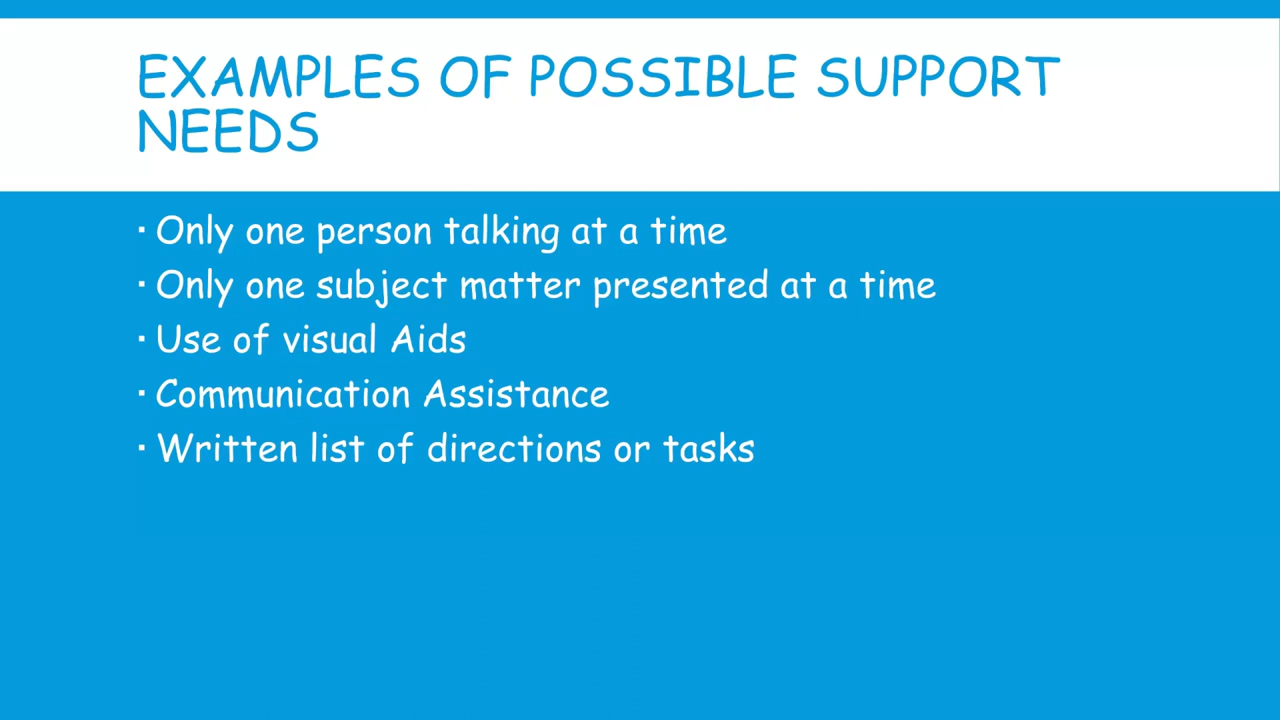 EXAMPLES OF POSSIBLE SUPPORT
NEEDS
▪ Only one person talking at a time
▪ Only one subject matter presented at a time
▪ Use of visual Aids
▪ Communication Assistance
▪ Written list of directions or tasks